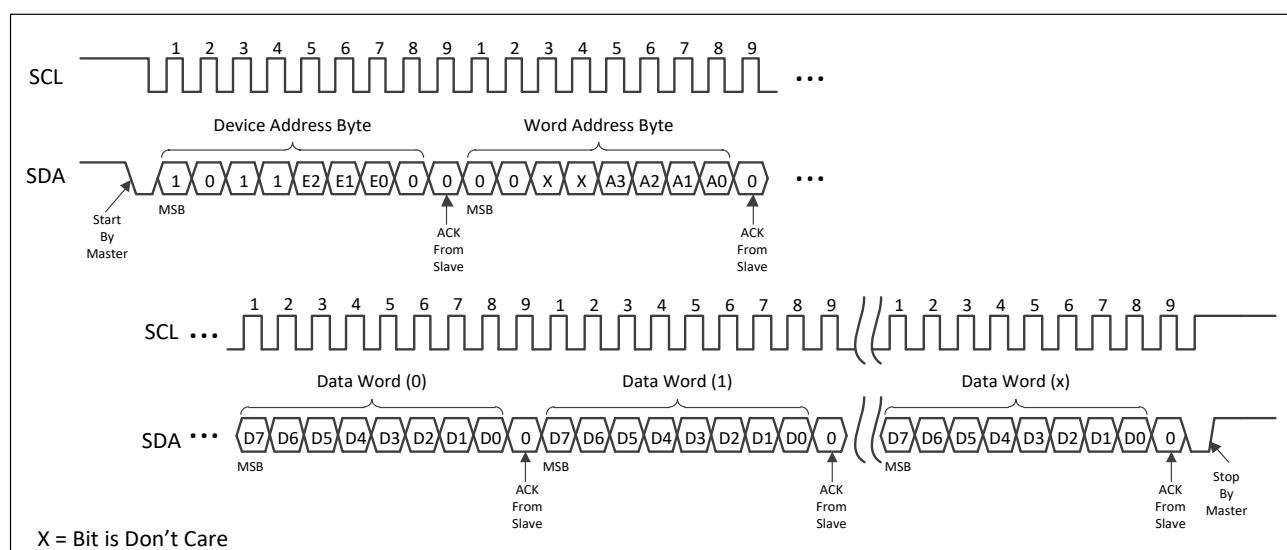 1 2 3 4 5 6 7 8 9 1 2 3 4 5 6 7 8 9
SCL •••
Device Address Byte Word Address Byte
SDA 1 0 1 1 E2 E1 E0 0 0 0 0 X X A3 A2 A1 A0 0 •••
MSB MSB
Start
By
Master
ACK
From
Slave
ACK
From
Slave
1 2 3 4 5 6 7 8 9 1 2 3 4 5 6 7 8 9 1 2 3 4 5 6 7 8 9
SCL •••
Data Word (0) Data Word (1) Data Word (x)
SDA ••• D7 D6 D5 D4 D3 D2 D1 D0 0 D7 D6 D5 D4 D3 D2 D1 D0 0 D7 D6 D5 D4 D3 D2 D1 D0 0
MSB MSB MSB
ACK
From
Slave
ACK
From
Slave
ACK
From
Slave
Stop
By
Master
X = Bit is Don’t Care